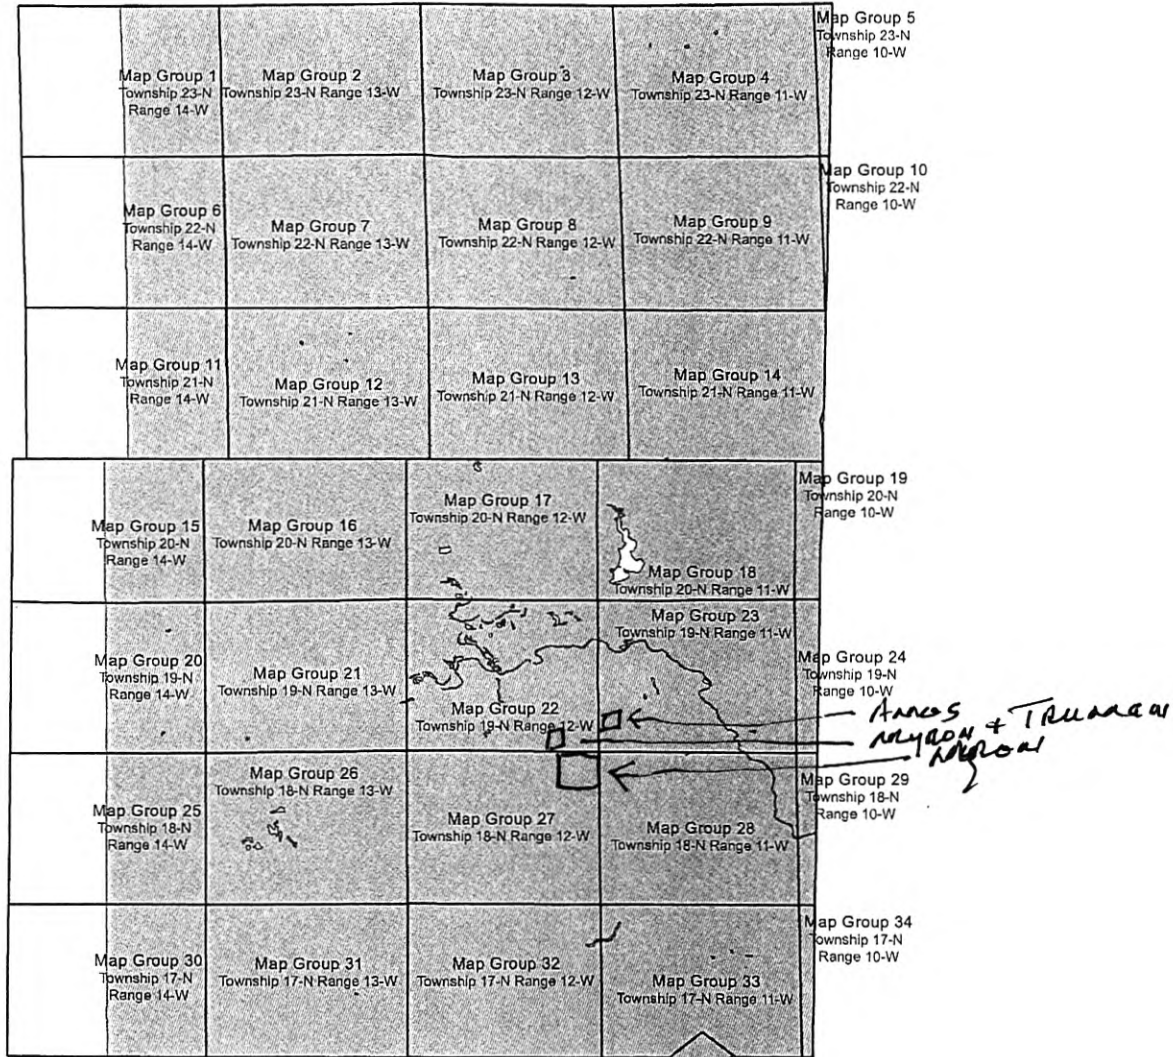 Map Group 1
Township 23-N
Range 14-W
Map Group 2
Township 23-N Range 13-W
Map Group 3
Township 23-N Range 12-W
Map Group 4
Township 23-N Range 11-W
Map Group 5
Township 23-N
Range 10-W
Map Group 6
Township 22-N
Range 14-W
Map Group 7
Township 22-N Range 13-W
Map Group 8
Township 22-N Range 12-W
Map Group 9
Township 22-N Range 11-W
Map Group 10
Township 22-N
Range 10-W
Map Group 11
Township 21-N
Range 14-W
Map Group 12
Township 21-N Range 13-W
Map Group 13
Township 21-N Range 12-W
Map Group 14
Township 21-N Range 11-W
Map Group 15
Township 20-N
Range 14-W
Map Group 16
Township 20-N Range 13-W
Map Group 17
Township 20-N Range 12-W
Map Group 18
Township 20-N Range 11-W
Map Group 19
Township 20-N
Range 10-W
Map Group 20
Township 19-N
Range 14-W
Map Group 21
Township 19-N Range 13-W
Map Group 22
Township 19-N Range 12-W
Map Group 23
Township 19-N Range 11-W
Map Group 24
Township 19-N
Range 10-W
Amos
Myron + Truman
Myron
Map Group 25
Township 18-N
Range 14-W
Map Group 26
Township 18-N Range 13-W
Map Group 27
Township 18-N Range 12-W
Map Group 28
Township 18-N Range 11-W
Map Group 29
Township 18-N
Range 10-W
Map Group 30
Township 17-N
Range 14-W
Map Group 31
Township 17-N Range 13-W
Map Group 32
Township 17-N Range 12-W
Map Group 33
Township 17-N Range 11-W
Map Group 34
Township 17-N
Range 10-W